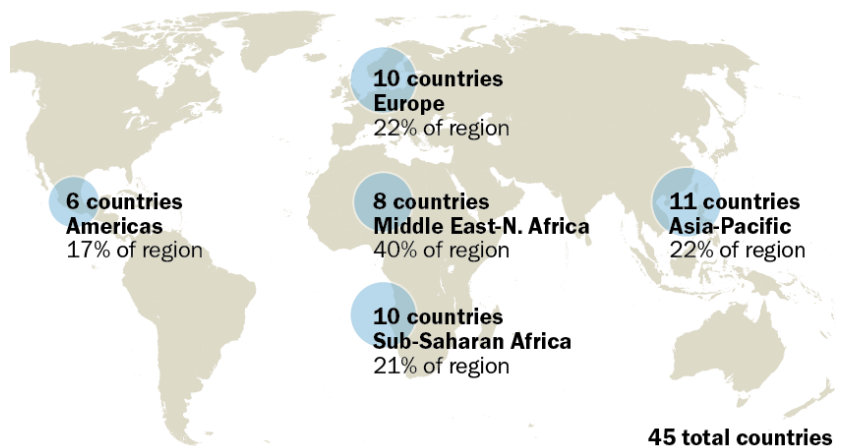 10 countries
Europe
22% of region
6 countries
Americas
17% of region
8 countries
Middle East-N. Africa
40% of region
11 countries
Asia-Pacific
22% of region
10 countries
Sub-Saharan Africa
21% of region
45 total countries